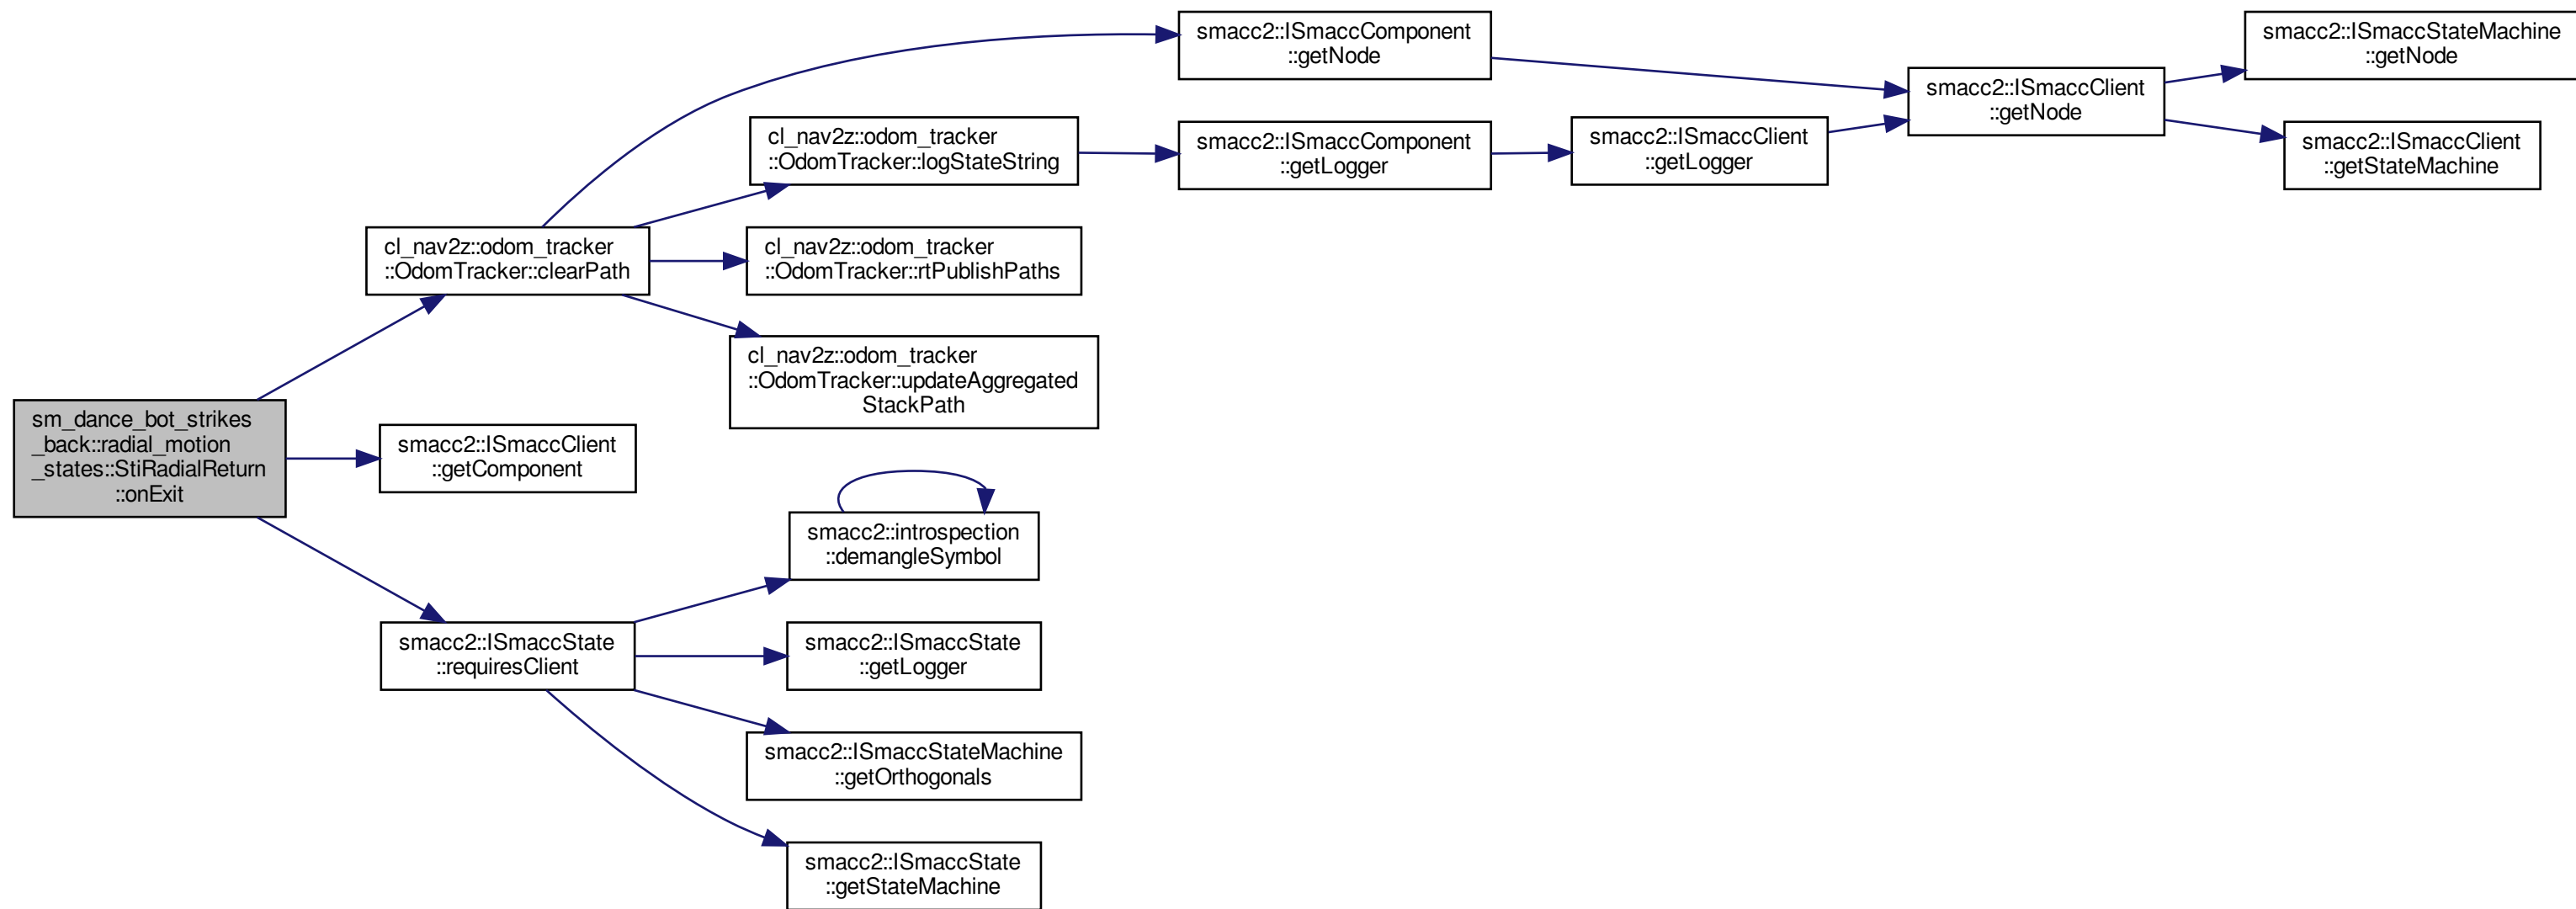 smacc2::ISmaccComponent
::getNode
smacc2::ISmaccStateMachine
::getNode
smacc2::ISmaccClient
::getNode
cl_nav2z::odom_tracker
::OdomTracker::logStateString
smacc2::ISmaccComponent
::getLogger
smacc2::ISmaccClient
::getLogger
smacc2::ISmaccClient
::getStateMachine
cl_nav2z::odom_tracker
::OdomTracker::clearPath
cl_nav2z::odom_tracker
::OdomTracker::rtPublishPaths
cl_nav2z::odom_tracker
::OdomTracker::updateAggregated
StackPath
sm_dance_bot_strikes
_back::radial_motion
_states::StiRadialReturn
::onExit
smacc2::ISmaccClient
::getComponent
smacc2::introspection
::demangleSymbol
smacc2::ISmaccState
::requiresClient
smacc2::ISmaccState
::getLogger
smacc2::ISmaccStateMachine
::getOrthogonals
smacc2::ISmaccState
::getStateMachine